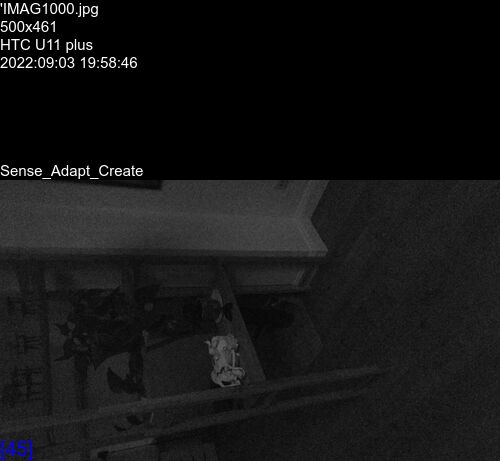 'IMAG1000.jpg
500x461
HTC U11 plus
2022:09:03 19:58:46
Sense_Adapt_Create
[45]